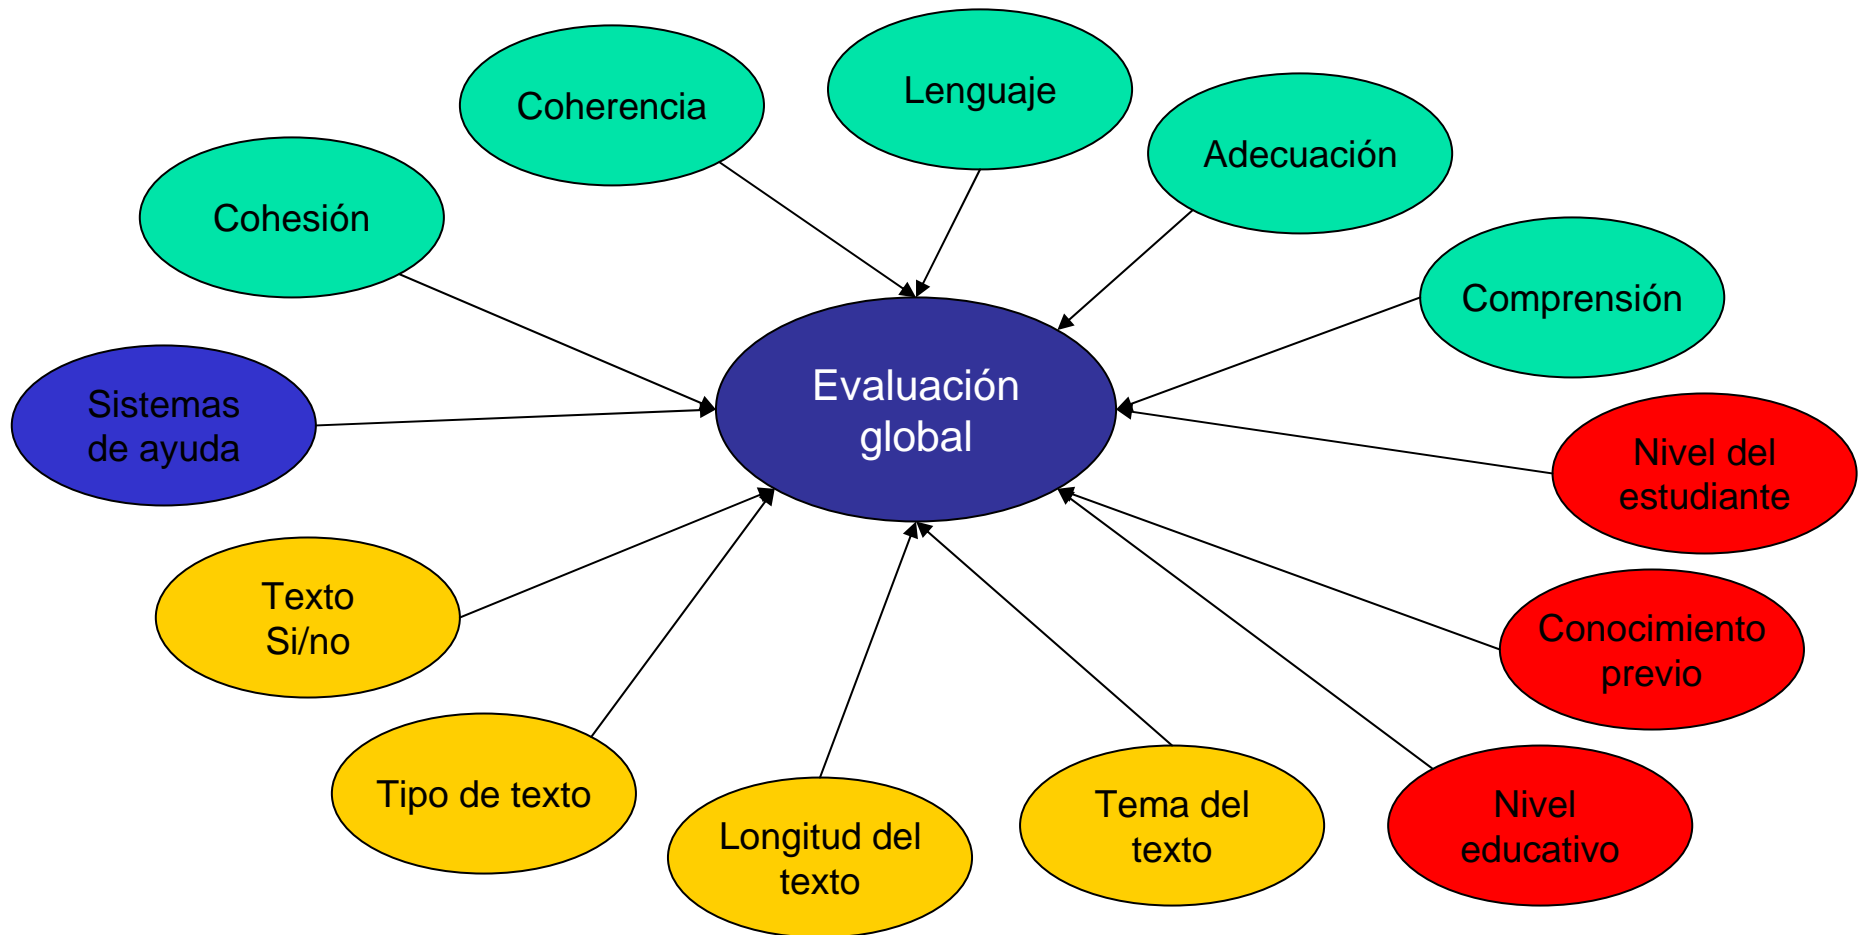 Lenguaje
Coherencia
Adecuación
Cohesión
Comprensión
Evaluación
global
Sistemas
de ayuda
Nivel del
estudiante
Texto
Si/no
Conocimiento
previo
Tipo de texto
Longitud del
texto
Tema del
texto
Nivel
educativo